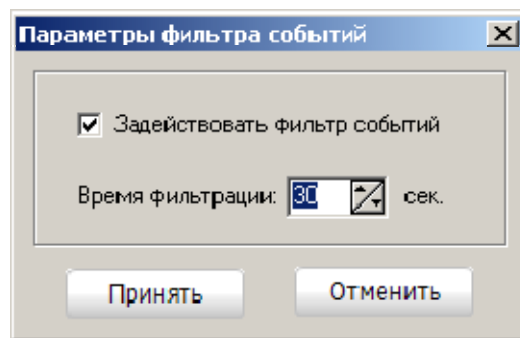 Параметры фильтра событий
Задействовать фильтр событий
Время фильтрации: 30 сек.
Принять Отменить